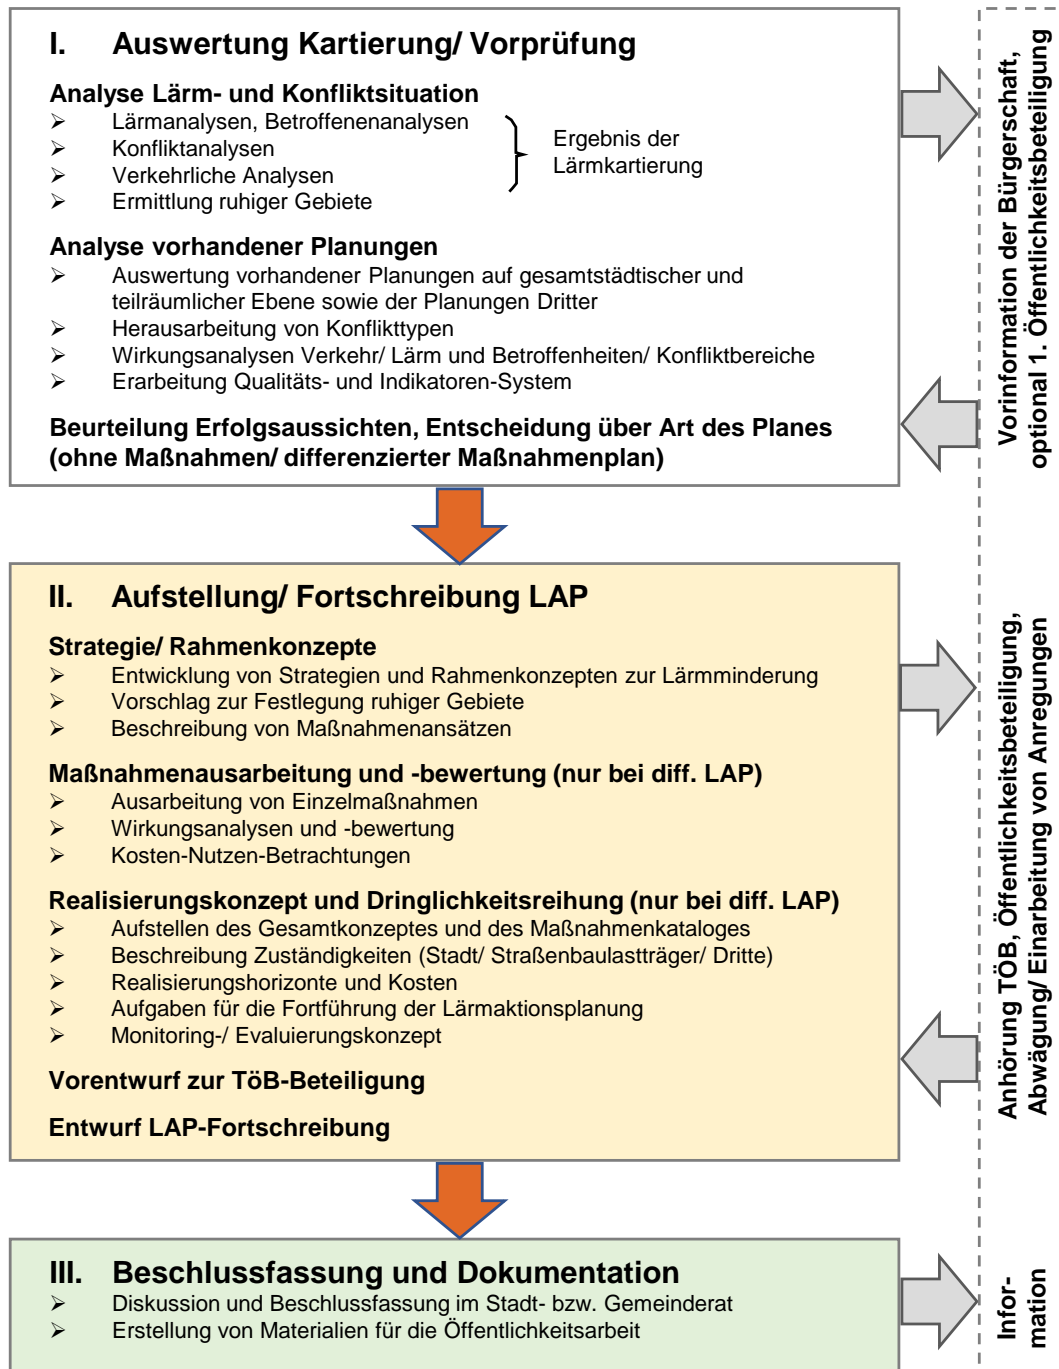 I. Auswertung Kartierung/ Vorprüfung
Analyse Lärm- und Konfliktsituation
➢ Lärmanalysen, Betroffenenanalysen
➢ Konfliktanalysen
➢ Verkehrliche Analysen
➢ Ermittlung ruhiger Gebiete
Ergebnis der
Lärmkartierung
Analyse vorhandener Planungen
➢ Auswertung vorhandener Planungen auf gesamtstädtischer und
teilräumlicher Ebene sowie der Planungen Dritter
➢ Herausarbeitung von Konflikttypen
➢ Wirkungsanalysen Verkehr/ Lärm und Betroffenheiten/ Konfliktbereiche
➢ Erarbeitung Qualitäts- und Indikatoren-System
Beurteilung Erfolgsaussichten, Entscheidung über Art des Planes
(ohne Maßnahmen/ differenzierter Maßnahmenplan)
Vorinformation der Bürgerschaft,
optional 1. Öffentlichkeitsbeteiligung
II. Aufstellung/ Fortschreibung LAP
Strategie/ Rahmenkonzepte
➢ Entwicklung von Strategien und Rahmenkonzepten zur Lärmminderung
➢ Vorschlag zur Festlegung ruhiger Gebiete
➢ Beschreibung von Maßnahmenansätzen
Maßnahmenausarbeitung und -bewertung (nur bei diff. LAP)
➢ Ausarbeitung von Einzelmaßnahmen
➢ Wirkungsanalysen und -bewertung
➢ Kosten-Nutzen-Betrachtungen
Realisierungskonzept und Dringlichkeitsreihung (nur bei diff. LAP)
➢ Aufstellen des Gesamtkonzeptes und des Maßnahmenkataloges
➢ Beschreibung Zuständigkeiten (Stadt/ Straßenbaulastträger/ Dritte)
➢ Realisierungshorizonte und Kosten
➢ Aufgaben für die Fortführung der Lärmaktionsplanung
➢ Monitoring-/ Evaluierungskonzept
Vorentwurf zur TöB-Beteiligung
Entwurf LAP-Fortschreibung
Anhörung TÖB, Öffentlichkeitsbeteiligung,
Abwägung/ Einarbeitung von Anregungen
III. Beschlussfassung und Dokumentation
➢ Diskussion und Beschlussfassung im Stadt- bzw. Gemeinderat
➢ Erstellung von Materialien für die Öffentlichkeitsarbeit
Infor-
mation